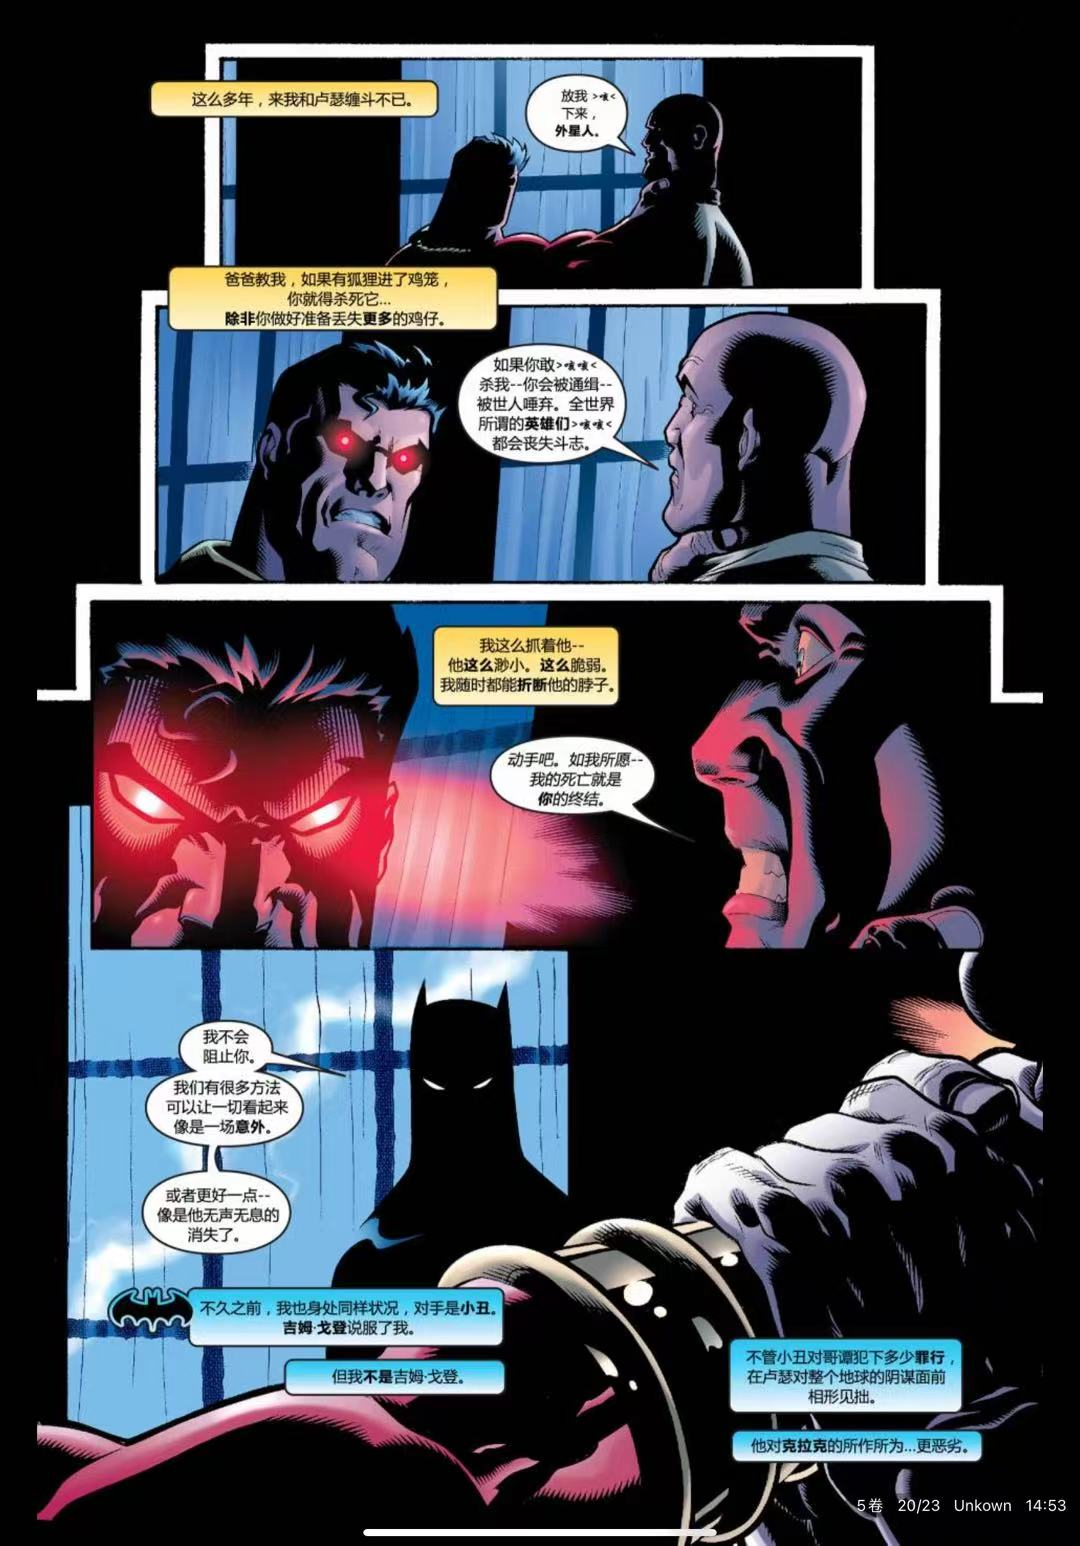 这么多年，来我和卢瑟缠斗不已。
放我 >咳<
下来，
外星人。
爸爸教我，如果有狐狸进了鸡笼，
你就得杀死它...
除非你做好准备丢失更多的鸡仔。
如果你敢>咳咳<
杀我--你会被通缉--
被世人唾弃。全世界
所谓的英雄们>咳咳<
都会丧失斗志。
我这么抓着他--
他这么渺小。这么脆弱。
我随时都能折断他的脖子。
动手吧。如我所愿--
我的死亡就是
你的终结。
我不会
阻止你。
我们有很多方法
可以让一切看起来
像是一场意外。
或者更好一点--
像是他无声无息的
消失了。
不久之前，我也身处同样状况，对手是小丑。
吉姆·戈登说服了我。
但我不是吉姆·戈登。
不管小丑对哥谭犯下多少罪行，
在卢瑟对整个地球的阴谋面前
相形见拙。
他对克拉克的所作所为...更恶劣。
5卷 20/23 Unkown 14:53